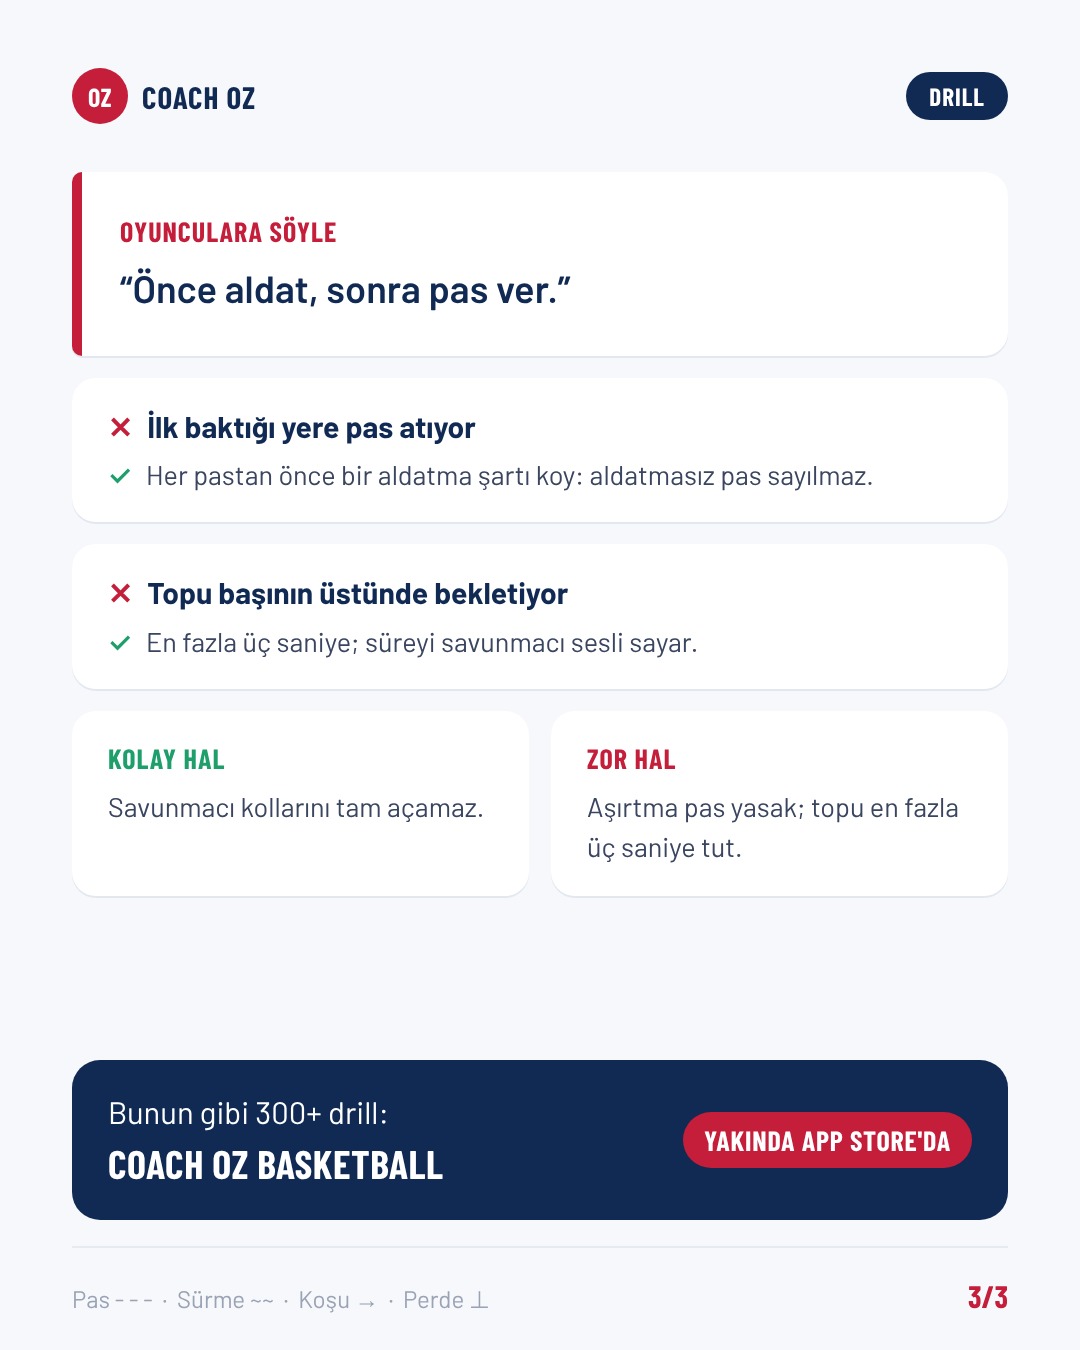 OZ COACH OZ
DRILL
OYUNCULARA SÖYLE
“Önce aldat, sonra pas ver.”
✕ İlk baktığı yere pas atıyor
✓ Her pastan önce bir aldatma şartı koy: aldatmasız pas sayılmaz.
✕ Topu başının üstünde bekletiyor
✓ En fazla üç saniye; süreyi savunmacı sesli sayar.
KOLAY HAL
Savunmacı kollarını tam açamaz.
ZOR HAL
Aşırtma pas yasak; topu en fazla
üç saniye tut.
Bunun gibi 300+ drill:
COACH OZ BASKETBALL
YAKINDA APP STORE'DA
Pas - - - · Sürme ~~ · Koşu → · Perde ⊥
3/3